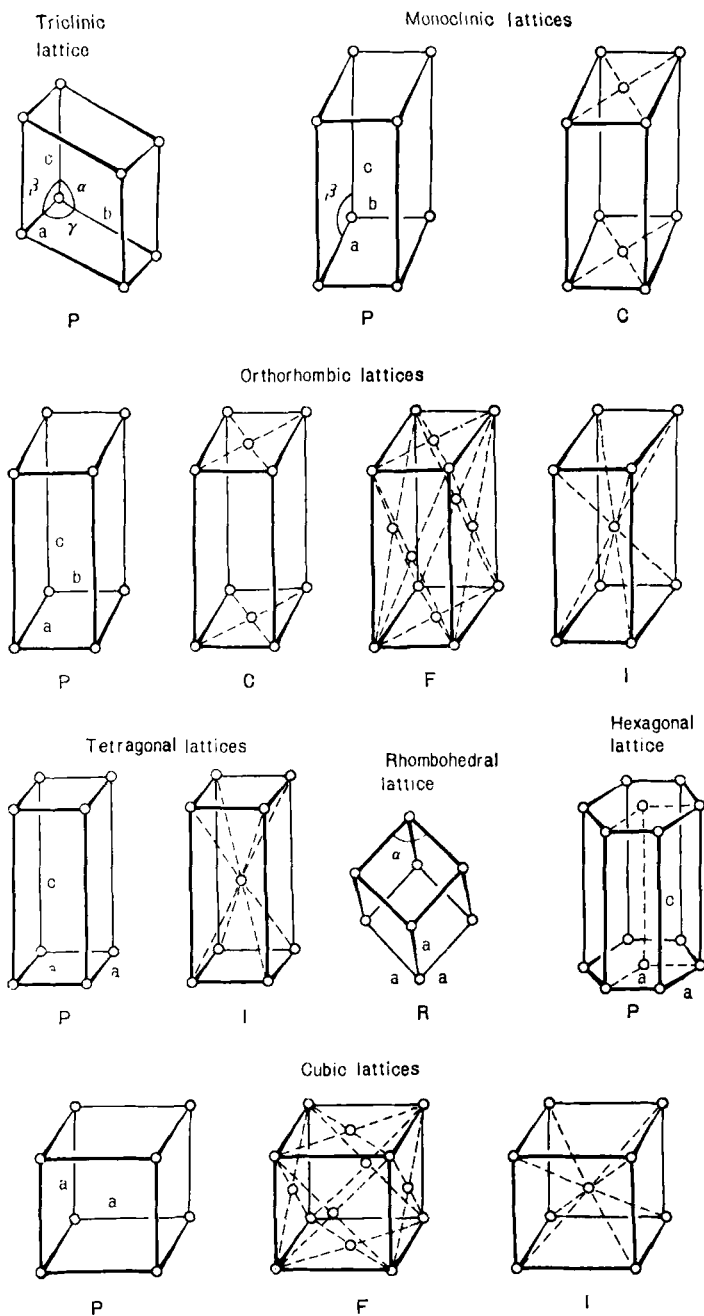 Triclinic
lattice
Monoclinic lattices
c
β
α
b
a
γ
P
c
β
b
a
P
C
Orthorhombic lattices
c
b
a
P
C
F
I
Tetragonal lattices
Rhombohedral
lattice
Hexagonal
lattice
c
a
a
P
I
α
a
a
a
R
c
a
a
P
Cubic lattices
a
a
P
F
I